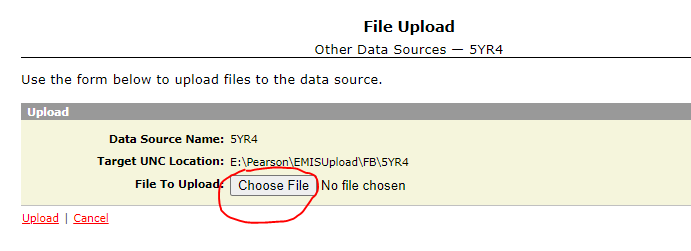 File Upload
Other Data Sources — 5YR4
Use the form below to upload files to the data source.
Upload
Data Source Name: 5YR4
Target UNC Location: E:\Pearson\EMISUpload\FB\5YR4
File To Upload: Choose File No file chosen
Upload | Cancel